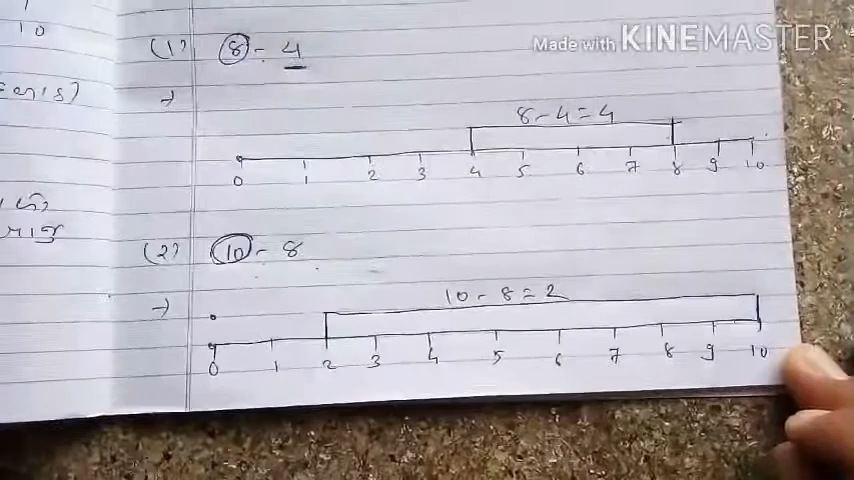 Made with KINEMASTER
10
(1) 8 - 4
→
8 - 4 = 4
0 1 2 3 4 5 6 7 8 9 10
(2) 10 - 8
→
10 - 8 = 2
0 1 2 3 4 5 6 7 8 9 10